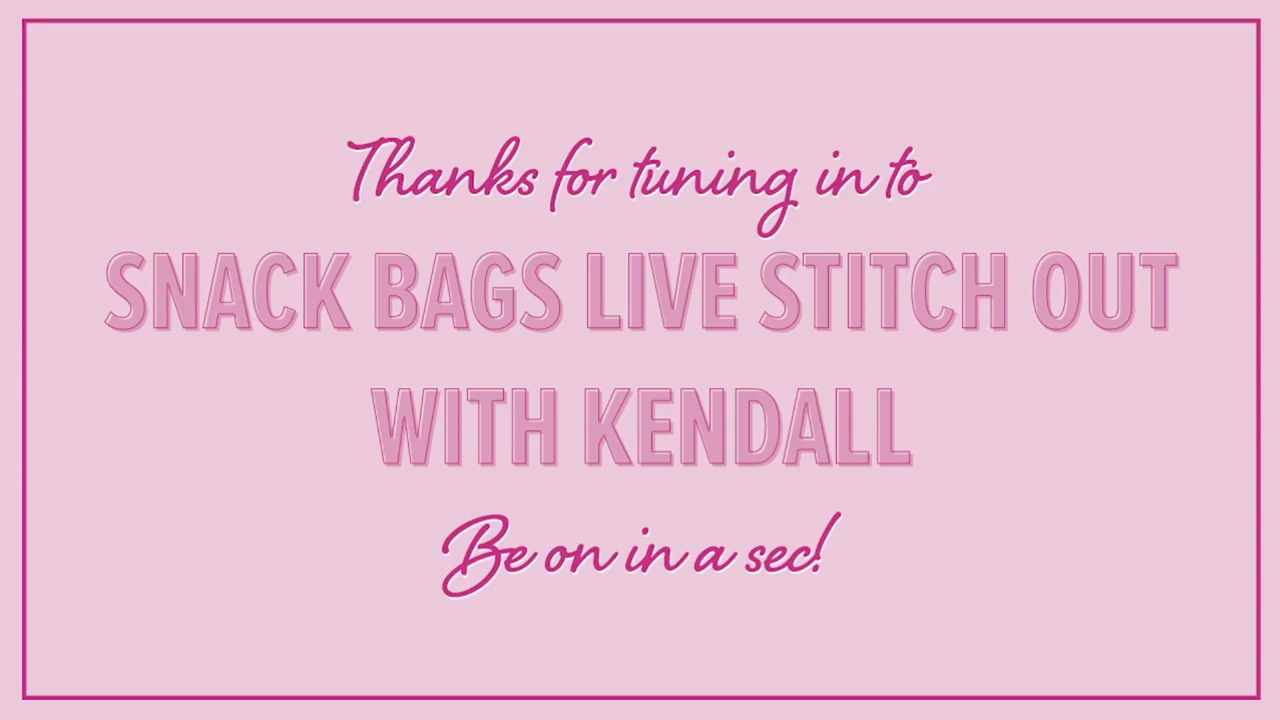 Thanks for tuning in to
SNACK BAGS LIVE STITCH OUT
WITH KENDALL
Be on in a sec!